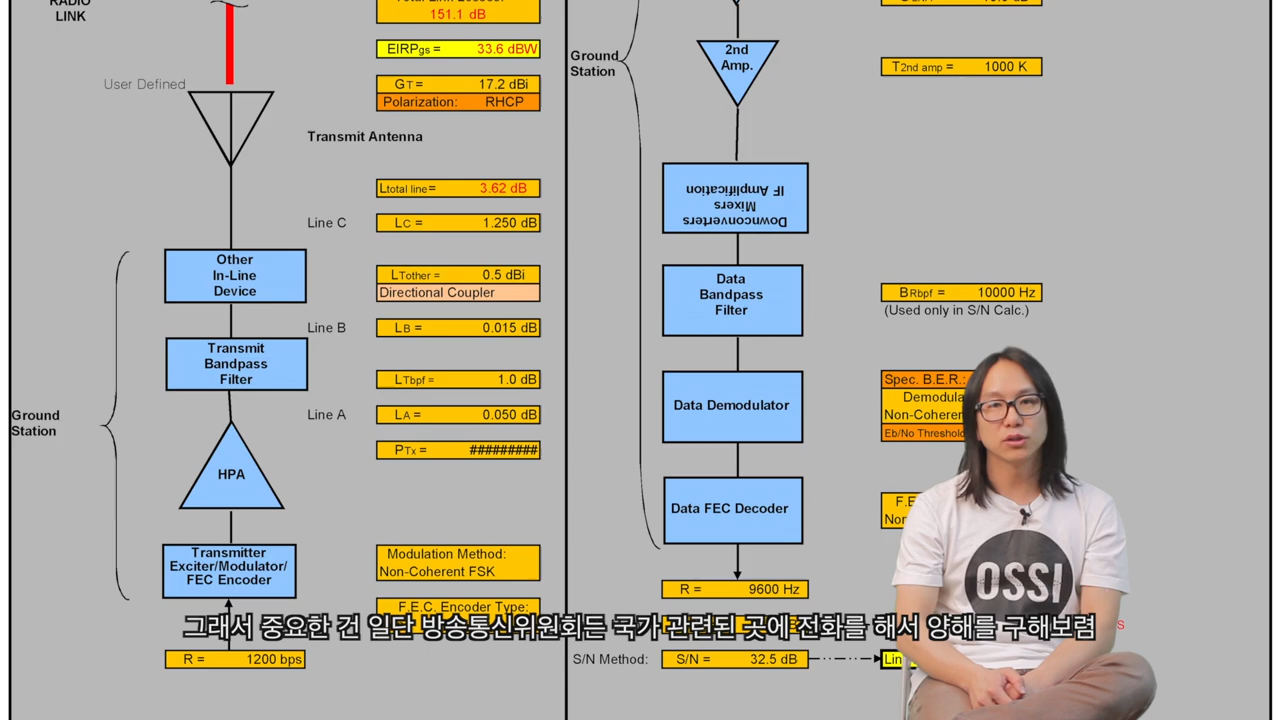 RADIO
LINK
Total Link Losses:
151.1 dB
EIRPgs = 33.6 dBW
User Defined
GT = 17.2 dBi
Polarization: RHCP
Transmit Antenna
Ltotal line= 3.62 dB
Line C
LC = 1.250 dB
Other
In-Line
Device
LTother = 0.5 dBi
Directional Coupler
Line B
LB = 0.015 dB
Transmit
Bandpass
Filter
LTbpf = 1.0 dB
Ground
Station
Line A
LA = 0.050 dB
PTx = #########
HPA
Transmitter
Exciter/Modulator/
FEC Encoder
Modulation Method:
Non-Coherent FSK
F.E.C. Encoder Type:
R = 1200 bps
Ground
Station
2nd
Amp.
T2nd amp = 1000 K
Downconverters
Mixers
IF Amplification
Data
Bandpass
Filter
BRbpf = 10000 Hz
(Used only in S/N Calc.)
Data Demodulator
Spec. B.E.R.:
Demodula
Non-Coheren
Eb/No Threshold
Data FEC Decoder
F.E
Non
R = 9600 Hz
S/N Method:
S/N = 32.5 dB
Lin
S
OSSI
그래서 중요한 건 일단 방송통신위원회든 국가 관련된 곳에 전화를 해서 양해를 구해보렴